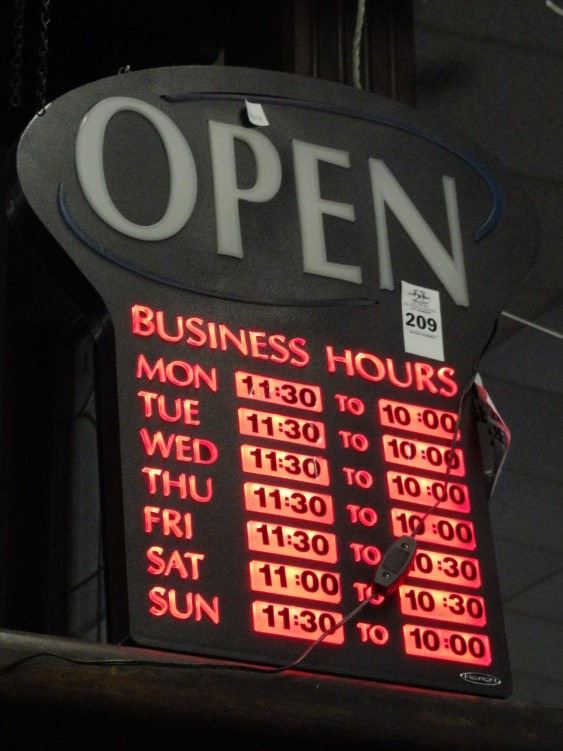 OPEN
209
BUSINESS HOURS
MON 11:30 TO 10:00
TUE 11:30 TO 10:00
WED 11:30 TO 10:00
THU 11:30 TO 10:00
FRI 11:30 TO 10:30
SAT 11:00 TO 10:30
SUN 11:30 TO 10:00